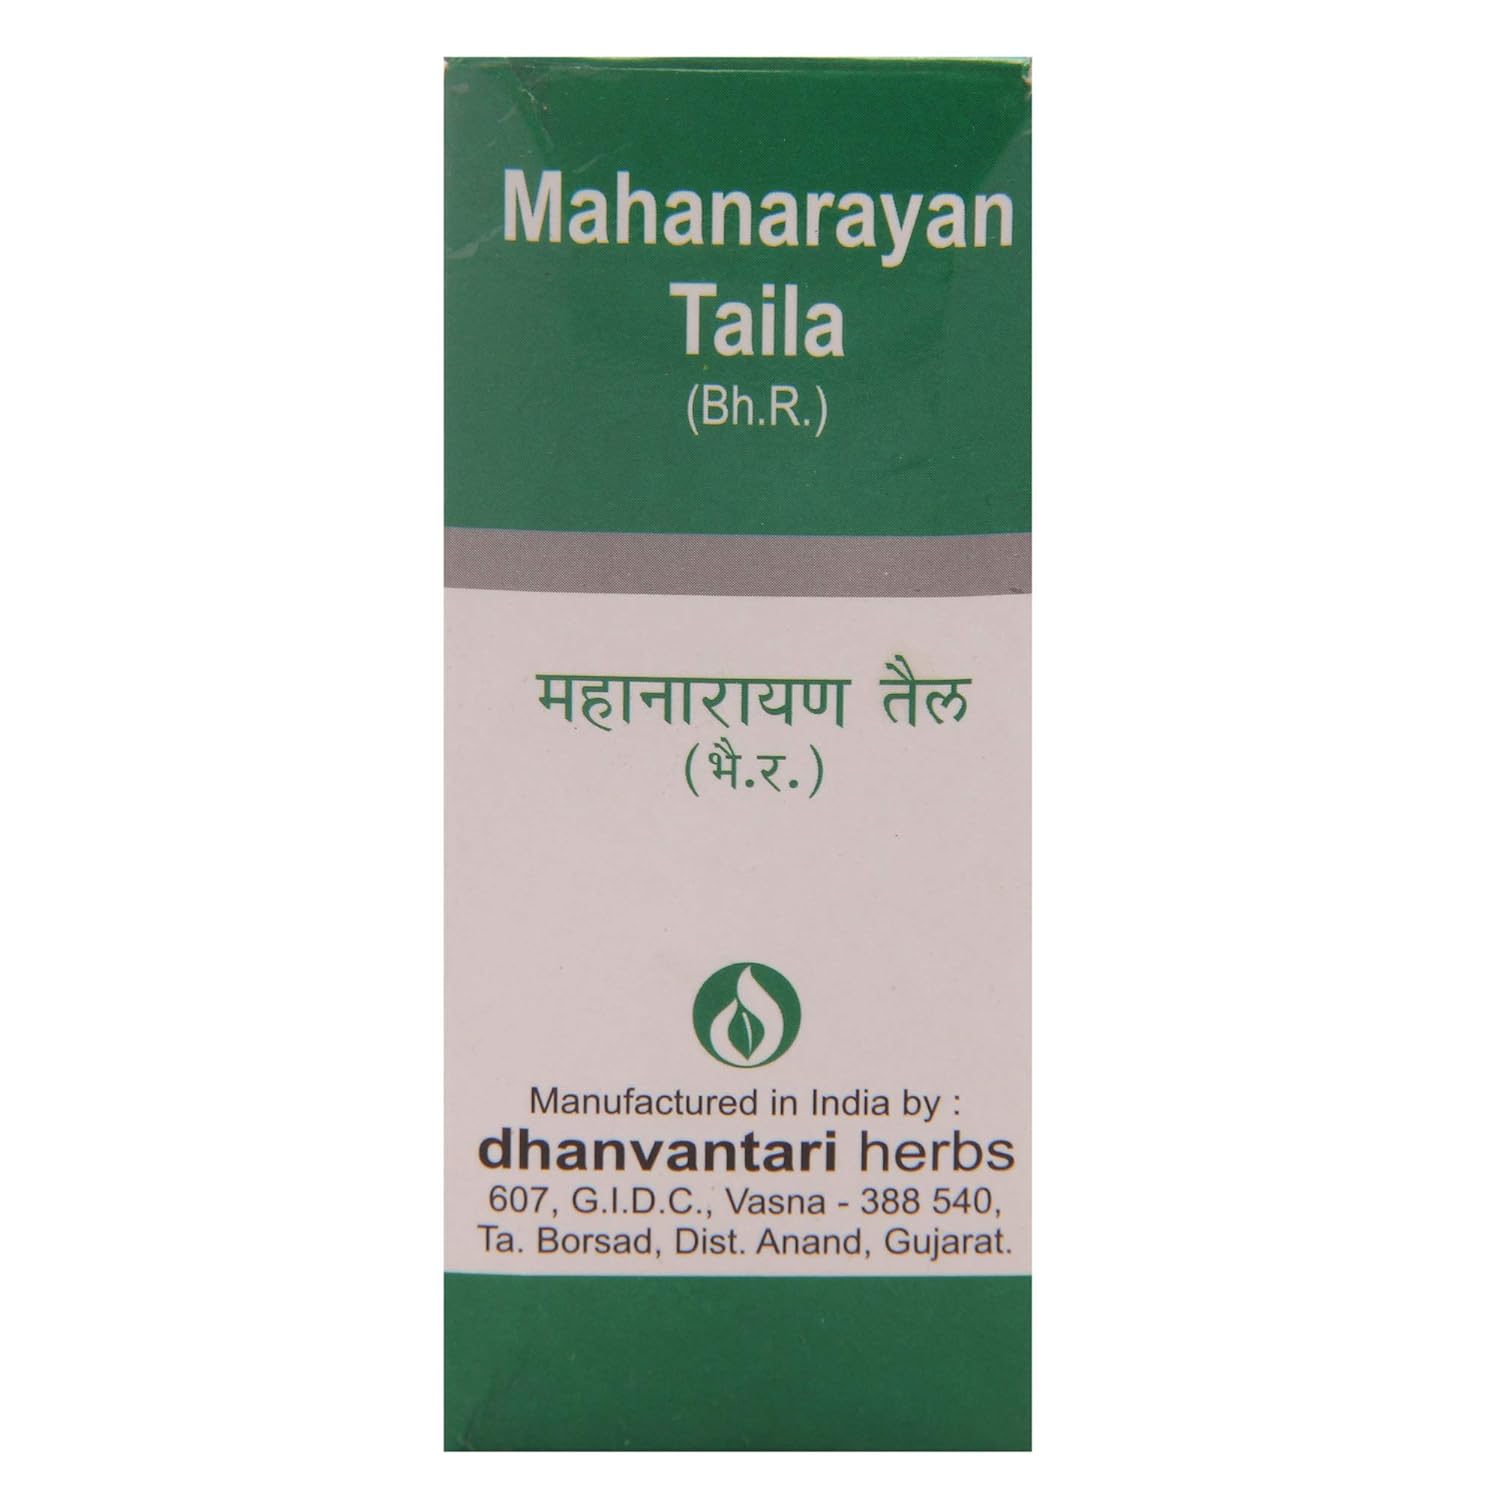 Mahanarayan
Taila
(Bh.R.)
महानारायण तैल
(भै.र.)
Manufactured in India by :
dhanvantari herbs
607, G.I.D.C., Vasna - 388 540,
Ta. Borsad, Dist. Anand, Gujarat.